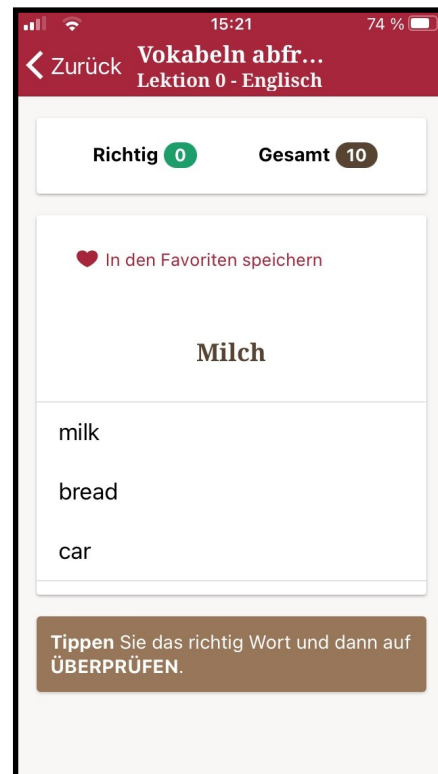 15:21
74 %
Zurück
Vokabeln abfr...
Lektion 0 - Englisch
Richtig 0 Gesamt 10
In den Favoriten speichern
Milch
milk
bread
car
Tippen Sie das richtig Wort und dann auf
ÜBERPRÜFEN.